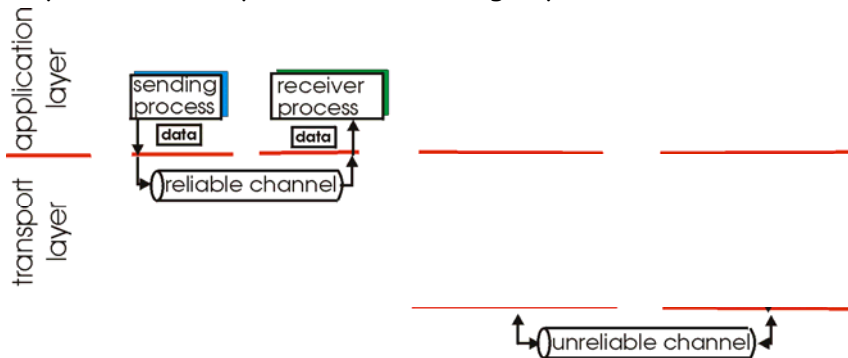 application
layer
sending
process
receiver
process
data
data
reliable channel
transport
layer
unreliable channel